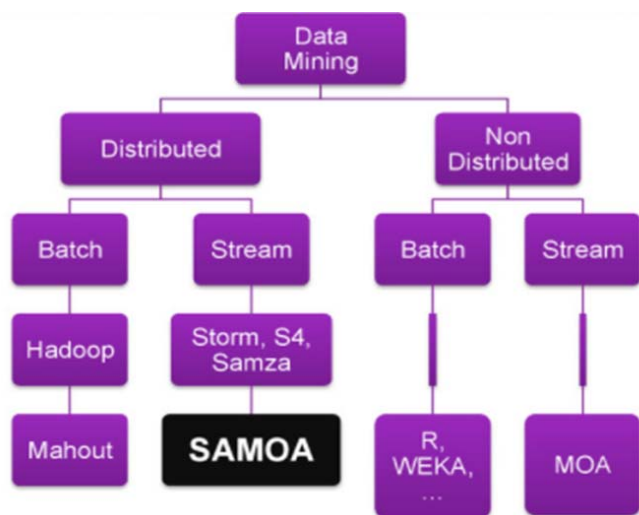 Data
Mining
Distributed
Non
Distributed
Batch
Stream
Batch
Stream
Hadoop
Storm, S4,
Samza
Mahout
SAMOA
R,
WEKA,
...
MOA